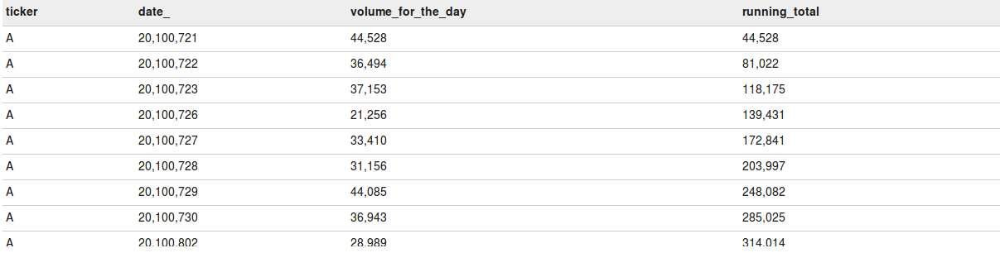 ticker date_ volume_for_the_day running_total
A 20,100,721 44,528 44,528
A 20,100,722 36,494 81,022
A 20,100,723 37,153 118,175
A 20,100,726 21,256 139,431
A 20,100,727 33,410 172,841
A 20,100,728 31,156 203,997
A 20,100,729 44,085 248,082
A 20,100,730 36,943 285,025
A 20,100,802 28,989 314,014